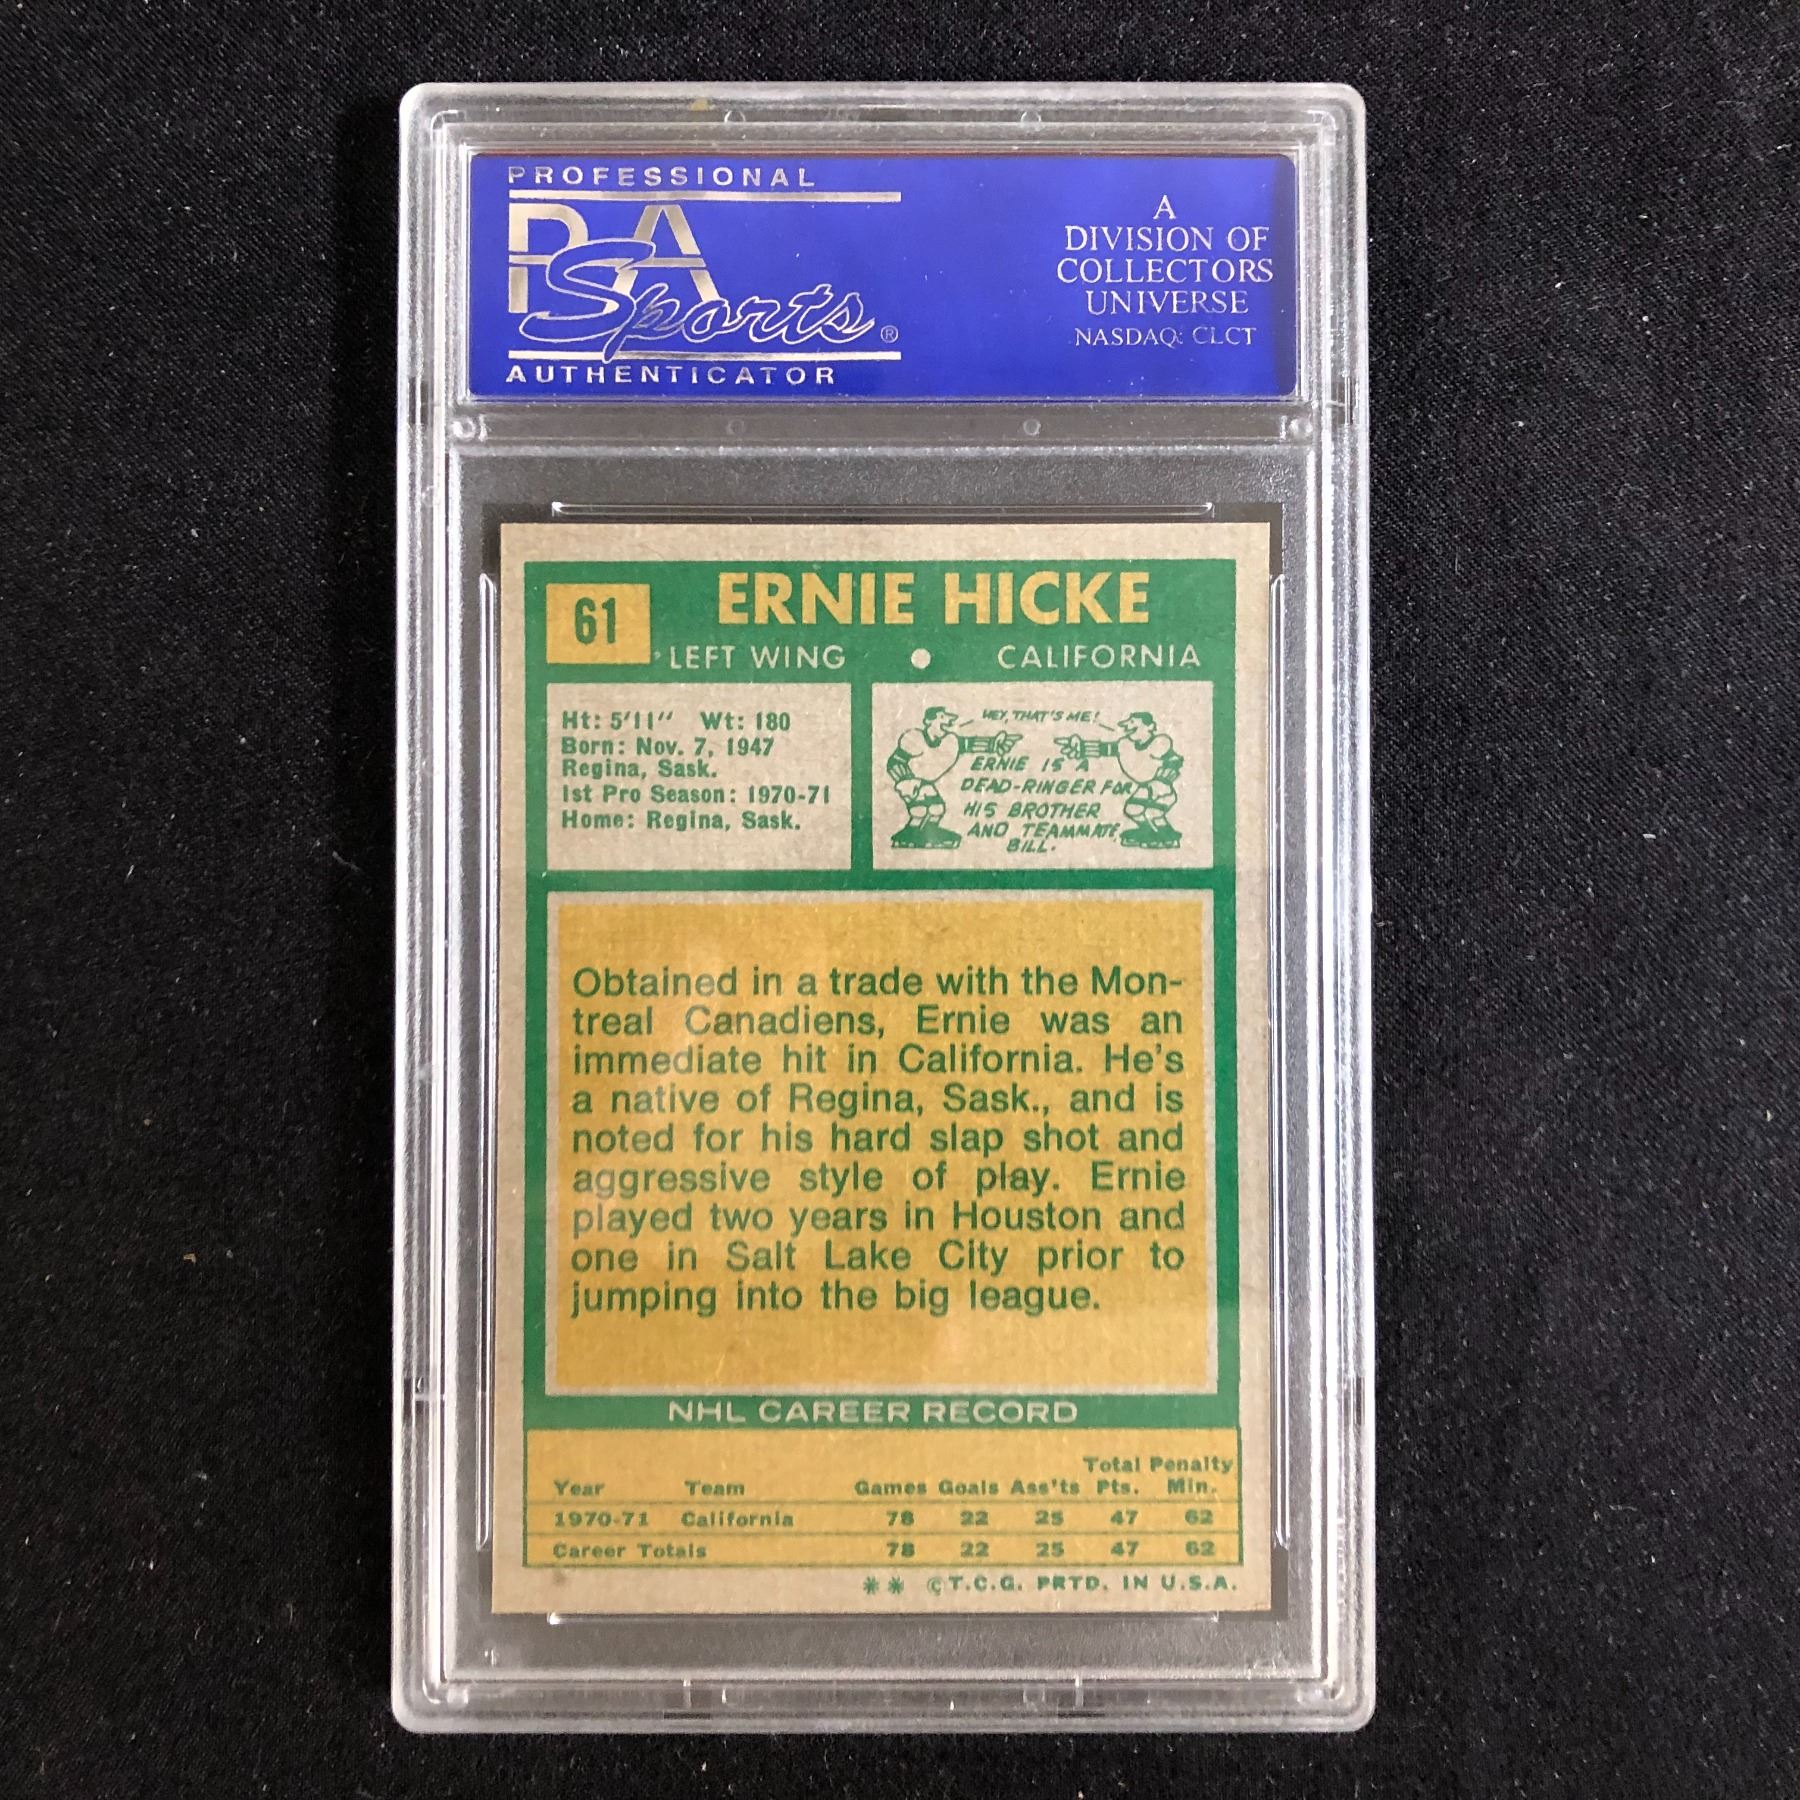 PROFESSIONAL
PSA
Sports®
AUTHENTICATOR
A
DIVISION OF
COLLECTORS
UNIVERSE
NASDAQ: CLCT
61
ERNIE HICKE
LEFT WING • CALIFORNIA
Ht: 5'11" Wt: 180
Born: Nov. 7, 1947
Regina, Sask.
1st Pro Season: 1970-71
Home: Regina, Sask.
HEY, THAT'S ME!
ERNIE IS A
DEAD-RINGER FOR
HIS BROTHER
AND TEAMMATE,
BILL.
Obtained in a trade with the Mon-
treal Canadiens, Ernie was an
immediate hit in California. He's
a native of Regina, Sask., and is
noted for his hard slap shot and
aggressive style of play. Ernie
played two years in Houston and
one in Salt Lake City prior to
jumping into the big league.
NHL CAREER RECORD
Total Penalty
Year Team Games Goals Ass'ts Pts. Min.
1970-71 California 78 22 25 47 62
Career Totals 78 22 25 47 62
** ©T.C.G. PRTD. IN U.S.A.